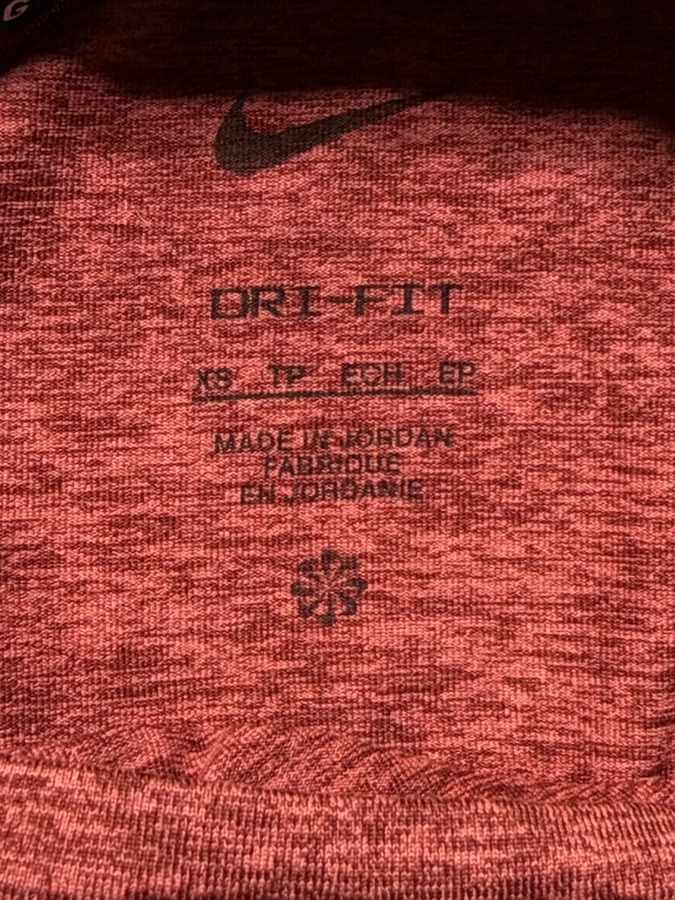 G
DRI-FIT
XS TP ECH EP
MADE IN JORDAN
FABRIQUE
EN JORDANIE